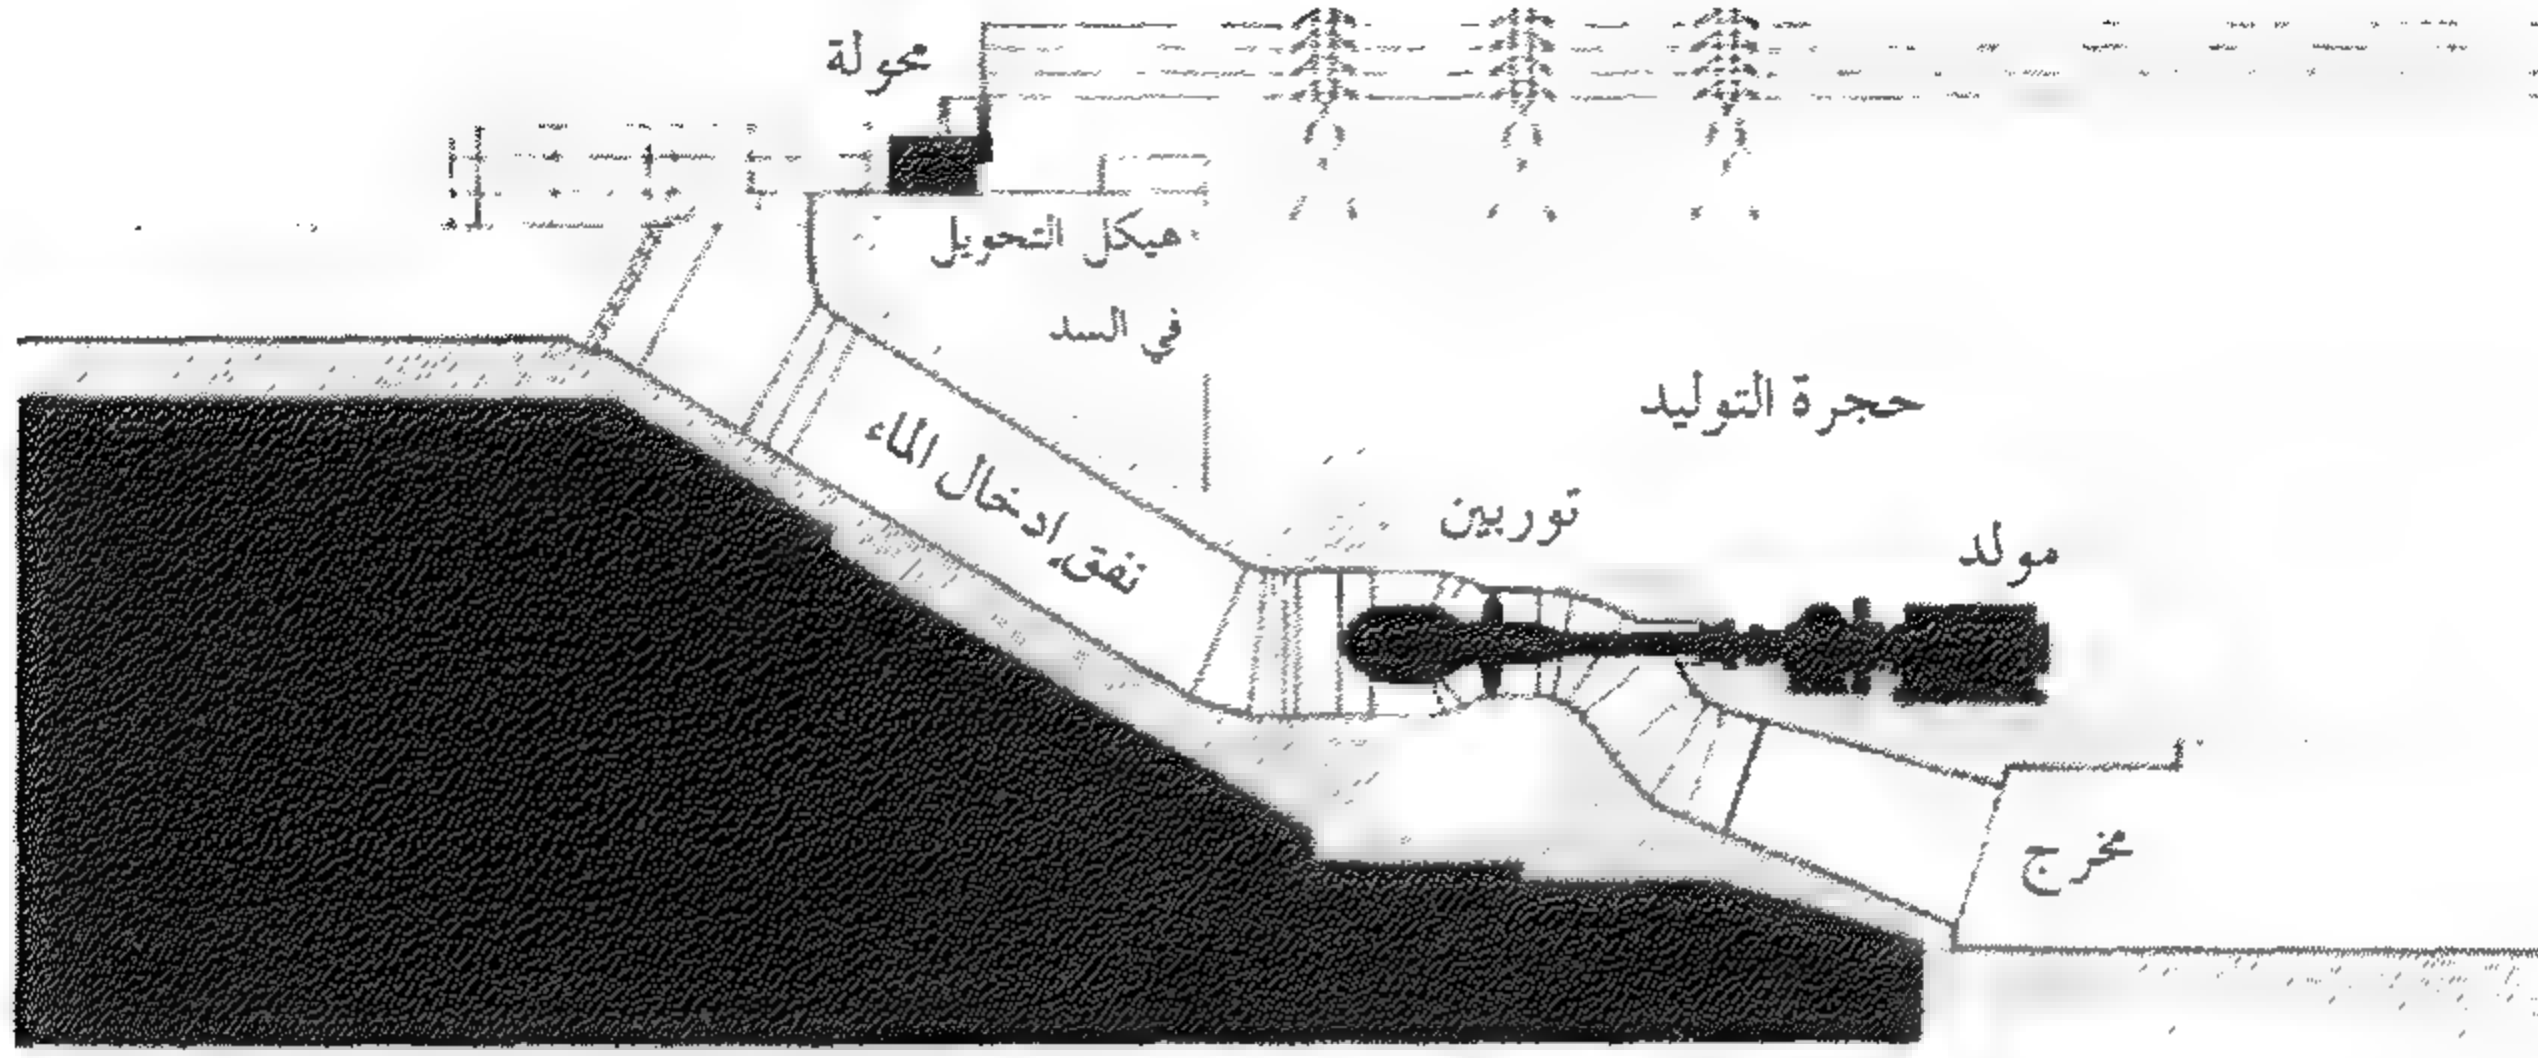 محولة
هيكل التحويل
في السد
حجرة التوليد
نفق ادخال الماء
توربين
مولد
مخرج